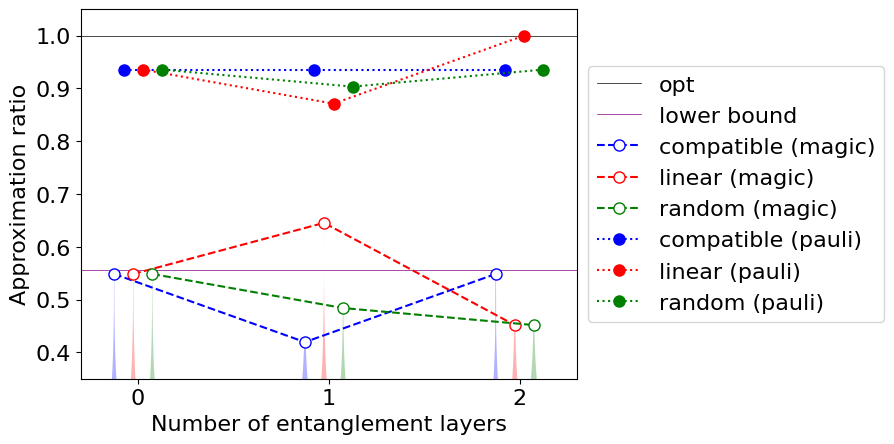 1.0
0.9
0.8
0.7
0.6
0.5
0.4
Approximation ratio
0 1 2
Number of entanglement layers
opt
lower bound
compatible (magic)
linear (magic)
random (magic)
compatible (pauli)
linear (pauli)
random (pauli)